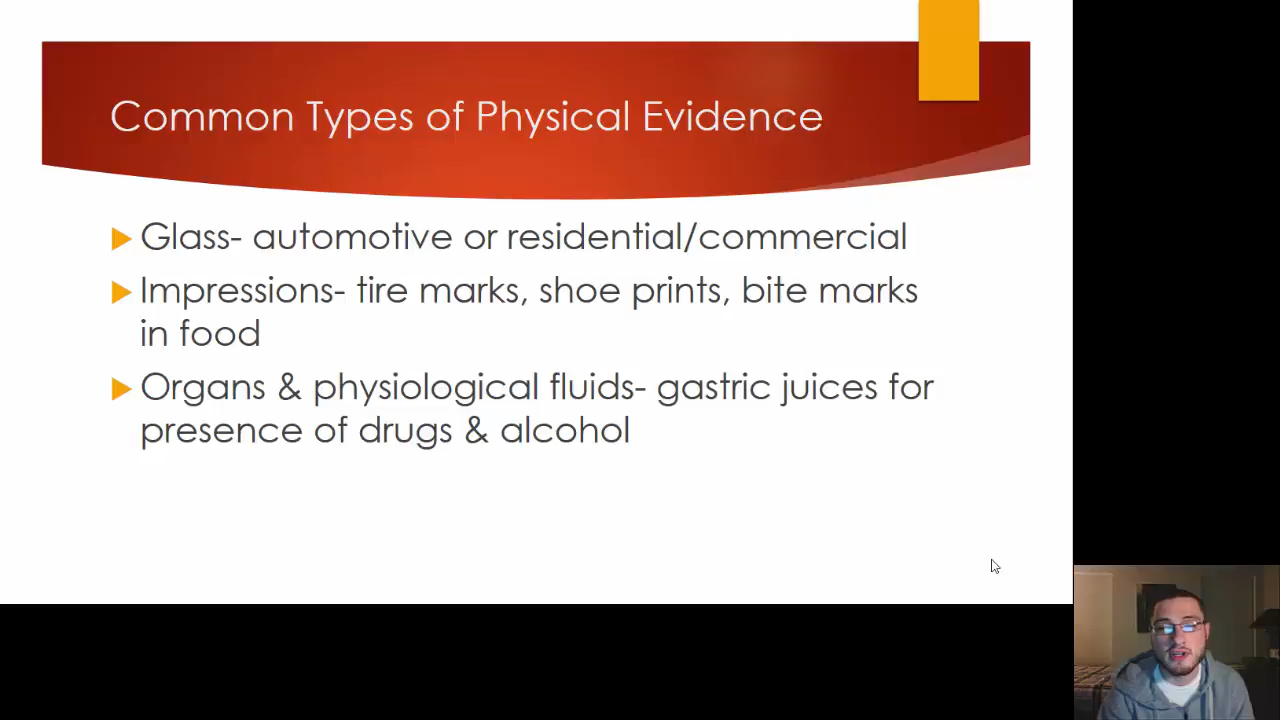 Common Types of Physical Evidence
Glass- automotive or residential/commercial
Impressions- tire marks, shoe prints, bite marks
in food
Organs & physiological fluids- gastric juices for
presence of drugs & alcohol